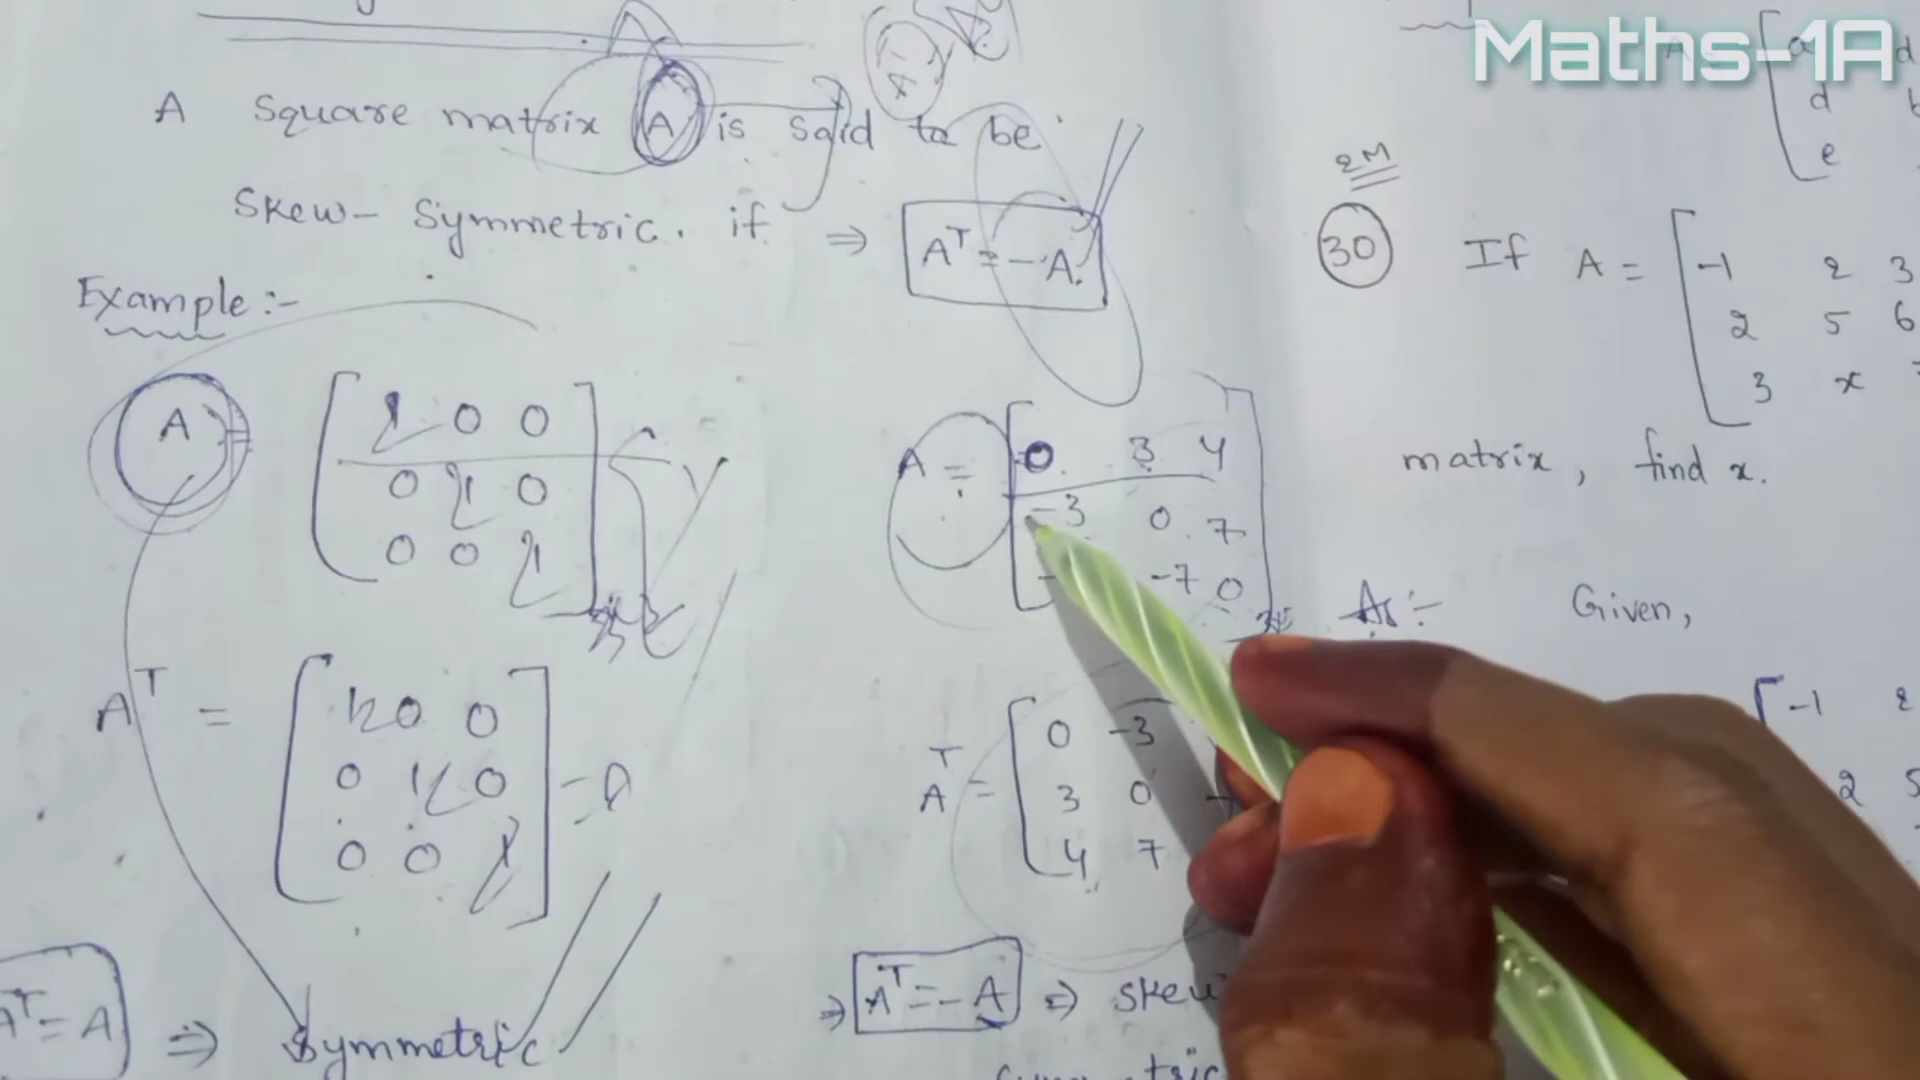 Maths-1A
A Square matrix A is said to be
Skew- Symmetric. if ⇒ Aᵀ = -A.
Example:-
A = [1 0 0
0 1 0
0 0 1]
Aᵀ = [1 0 0
0 1 0
0 0 1] = A
Aᵀ = A ⇒ Symmetric
A = [0 3 4
-3 0 7
-7 0]
Aᵀ = [0 -3
3 0
4 7
⇒ Aᵀ = -A ⇒ skew
d
e
2M
30 If A = [-1 2 3
2 5 6
3 x
matrix, find x.
Given,
[-1 2
2 5